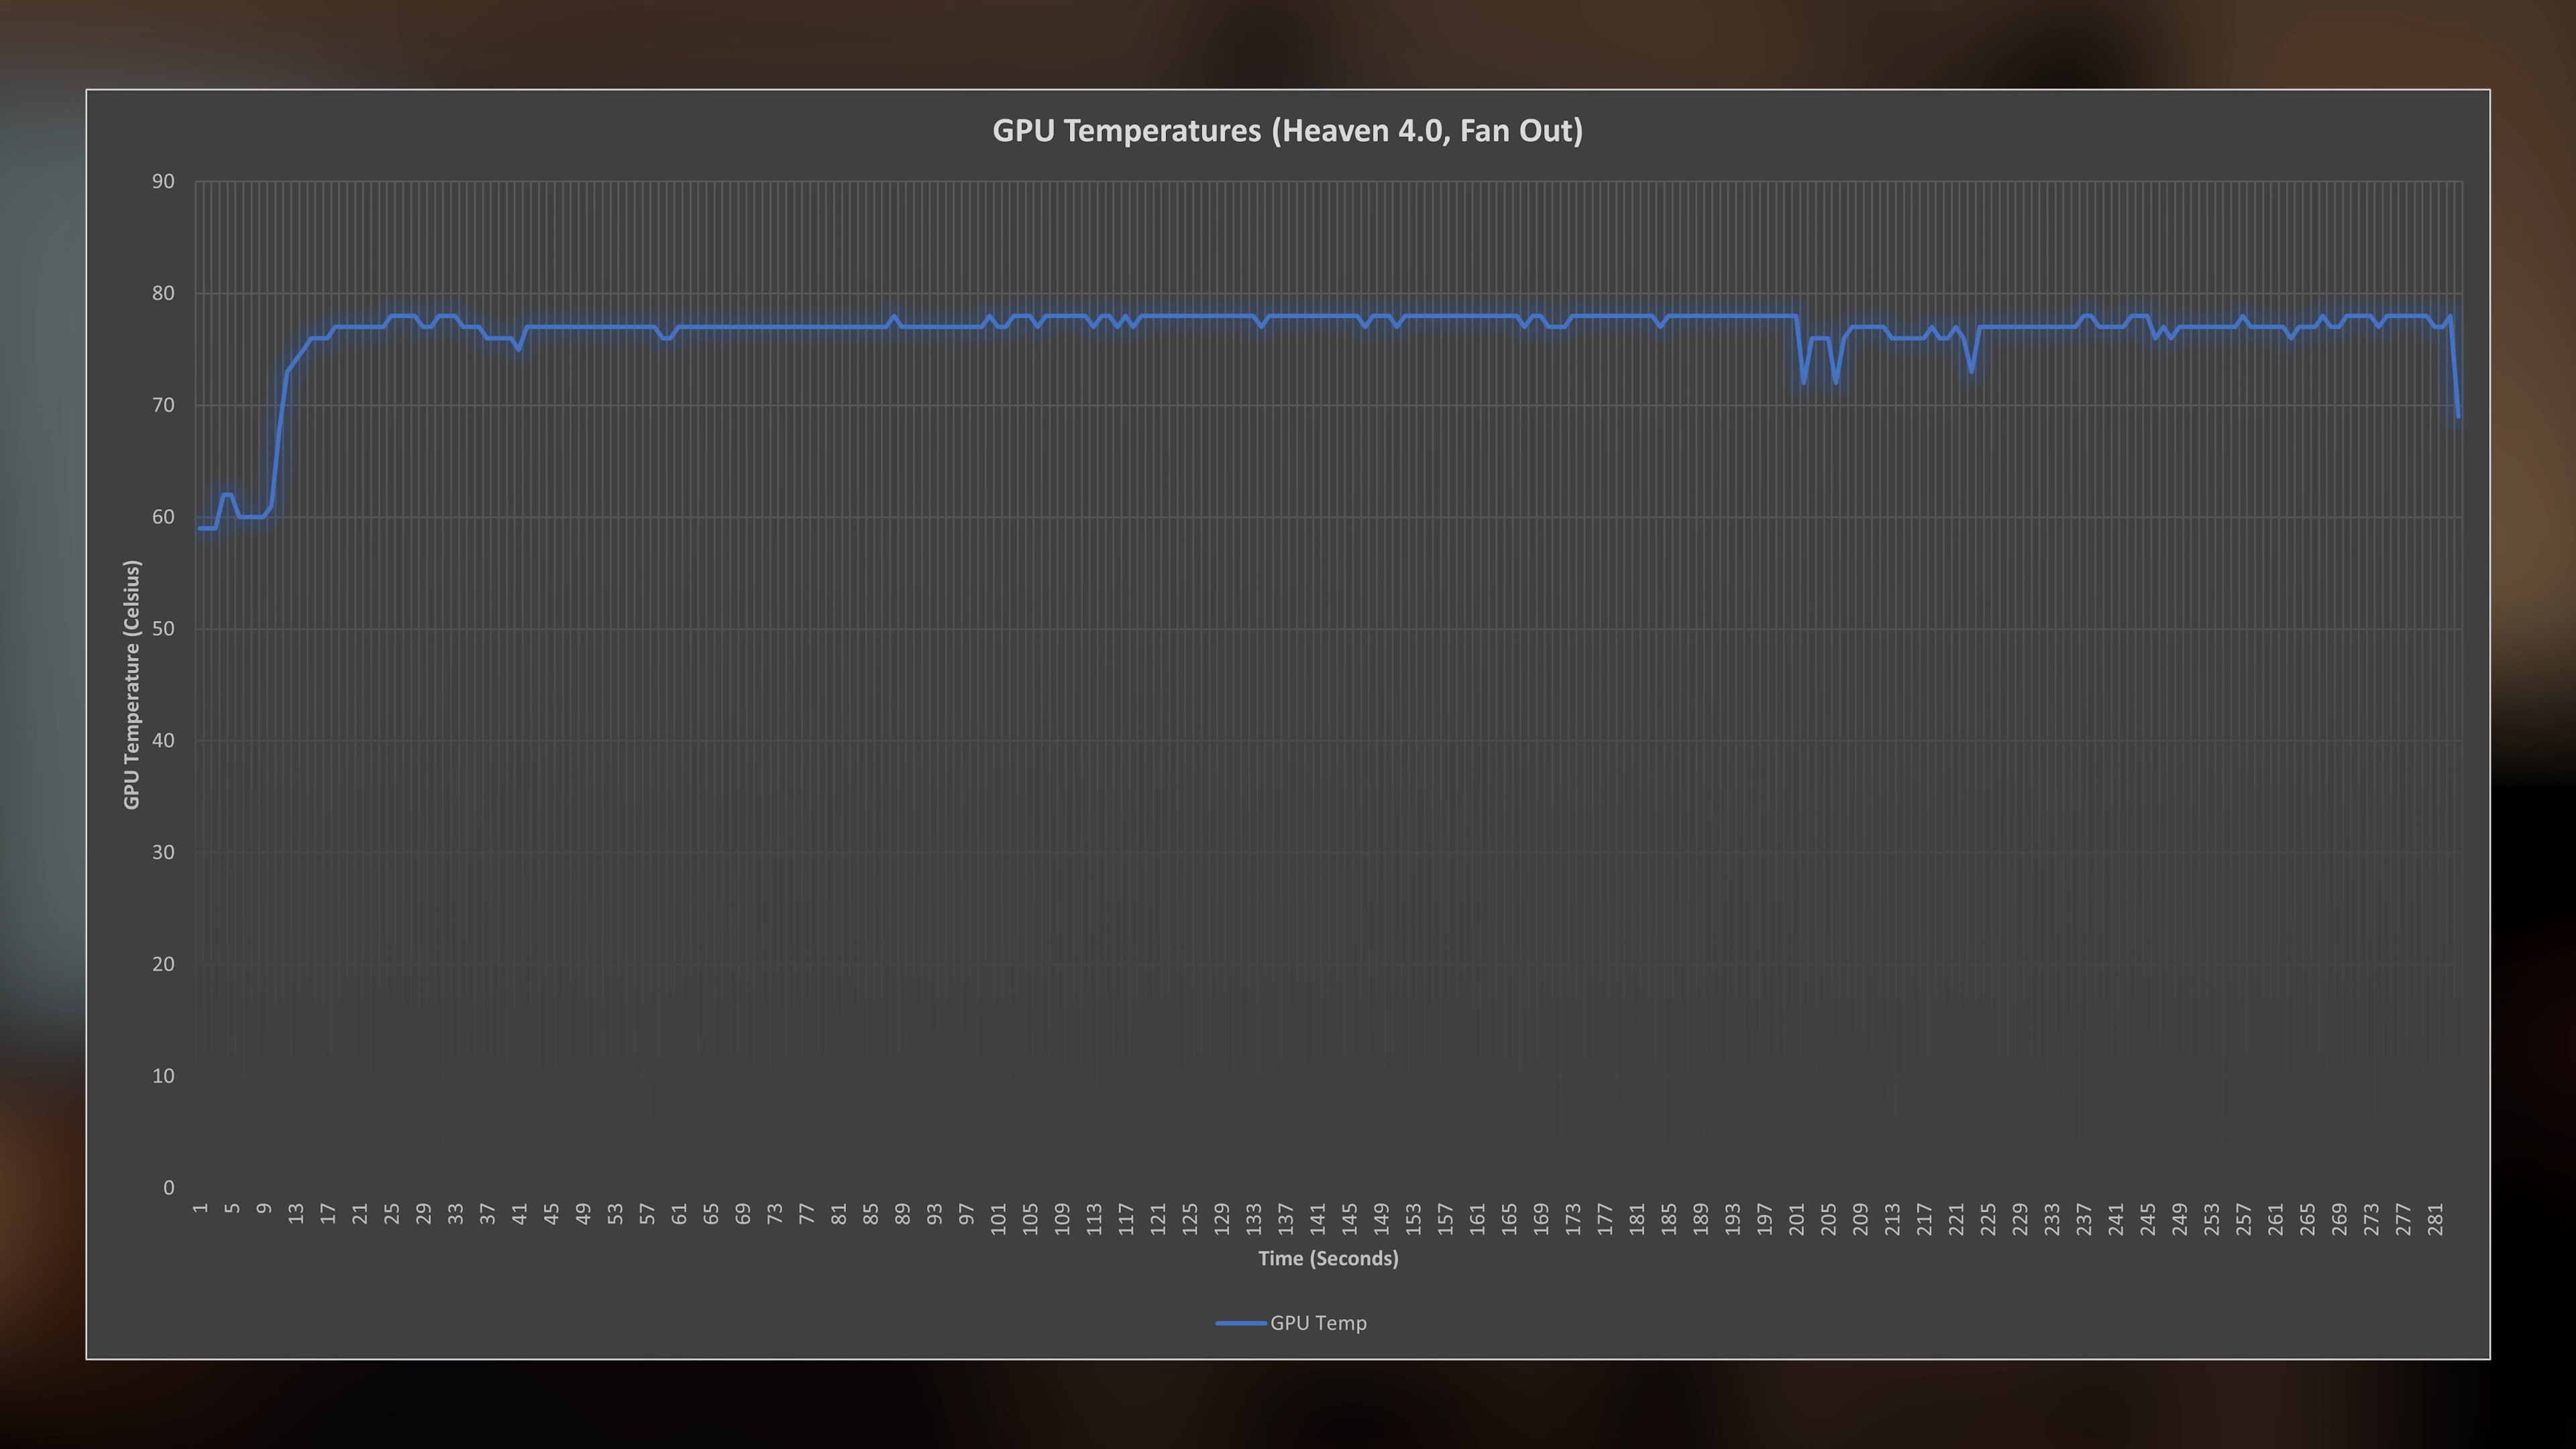 GPU Temperatures (Heaven 4.0, Fan Out)
90
80
70
60
50
40
30
20
10
0
GPU Temperature (Celsius)
1 5 9 13 17 21 25 29 33 37 41 45 49 53 57 61 65 69 73 77 81 85 89 93 97 101 105 109 113 117 121 125 129 133 137 141 145 149 153 157 161 165 169 173 177 181 185 189 193 197 201 205 209 213 217 221 225 229 233 237 241 245 249 253 257 261 265 269 273 277 281
Time (Seconds)
GPU Temp